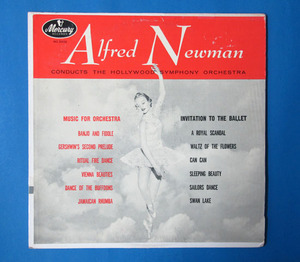 Mercury
Alfred Newman
CONDUCTS THE HOLLYWOOD SYMPHONY ORCHESTRA
MUSIC FOR ORCHESTRA
BANJO AND FIDDLE
GERSHWIN'S SECOND PRELUDE
RITUAL FIRE DANCE
VIENNA BEAUTIES
DANCE OF THE BUFFOONS
JAMAICAN RHUMBA
INVITATION TO THE BALLET
A ROYAL SCANDAL
WALTZ OF THE FLOWERS
CAN CAN
SLEEPING BEAUTY
SAILORS DANCE
SWAN LAKE